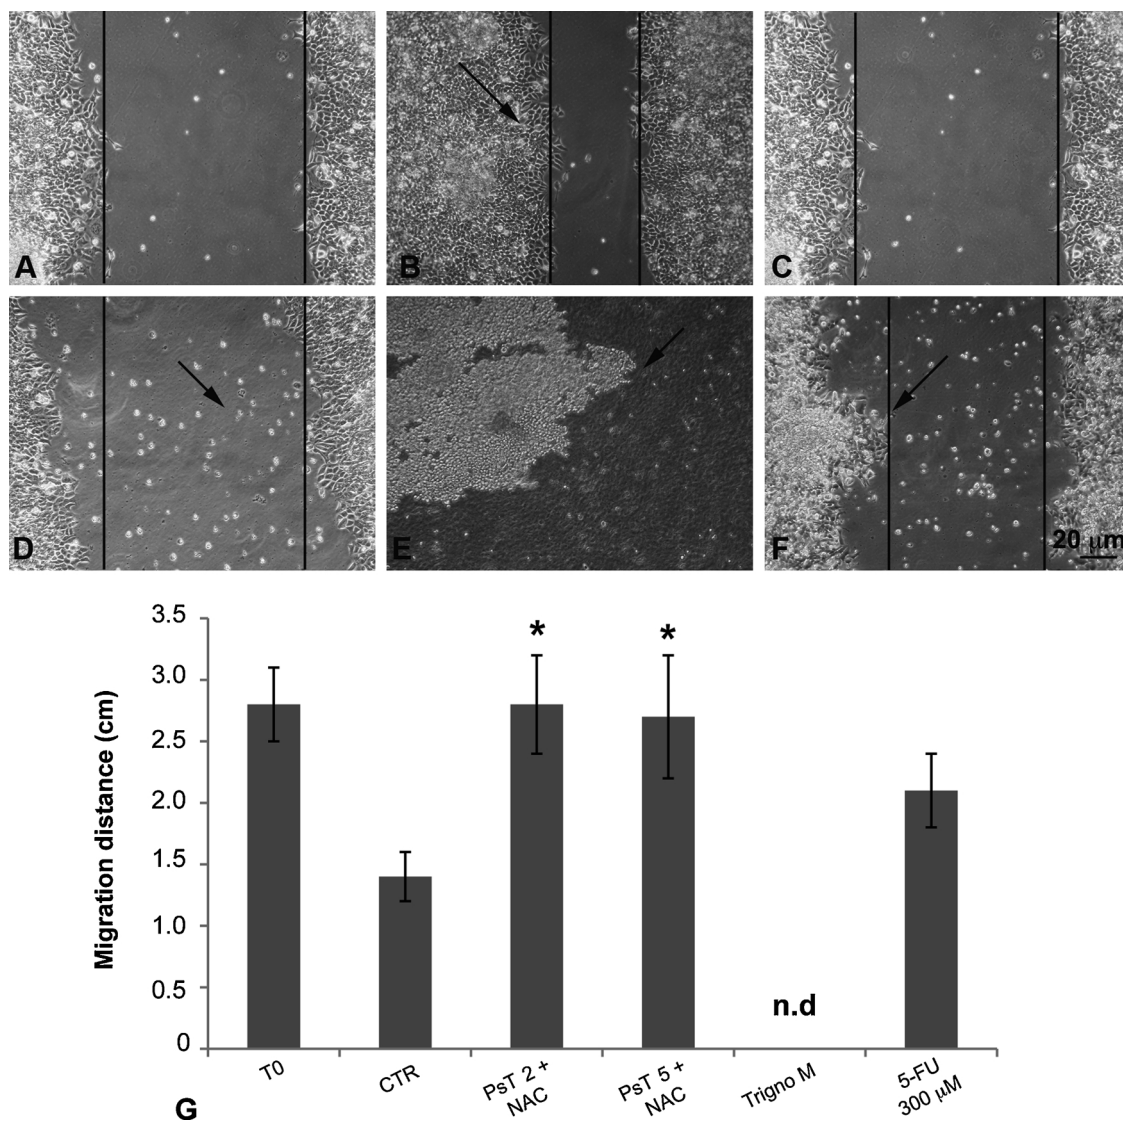 A
B
C
D
E
F
20 µm
3.5
3.0
2.5
2.0
1.5
1.0
0.5
0
Migration distance (cm)
*
*
n.d
T0
CTR
PsT 2 +
NAC
PsT 5 +
NAC
Trigno M
5-FU
300 µM
G